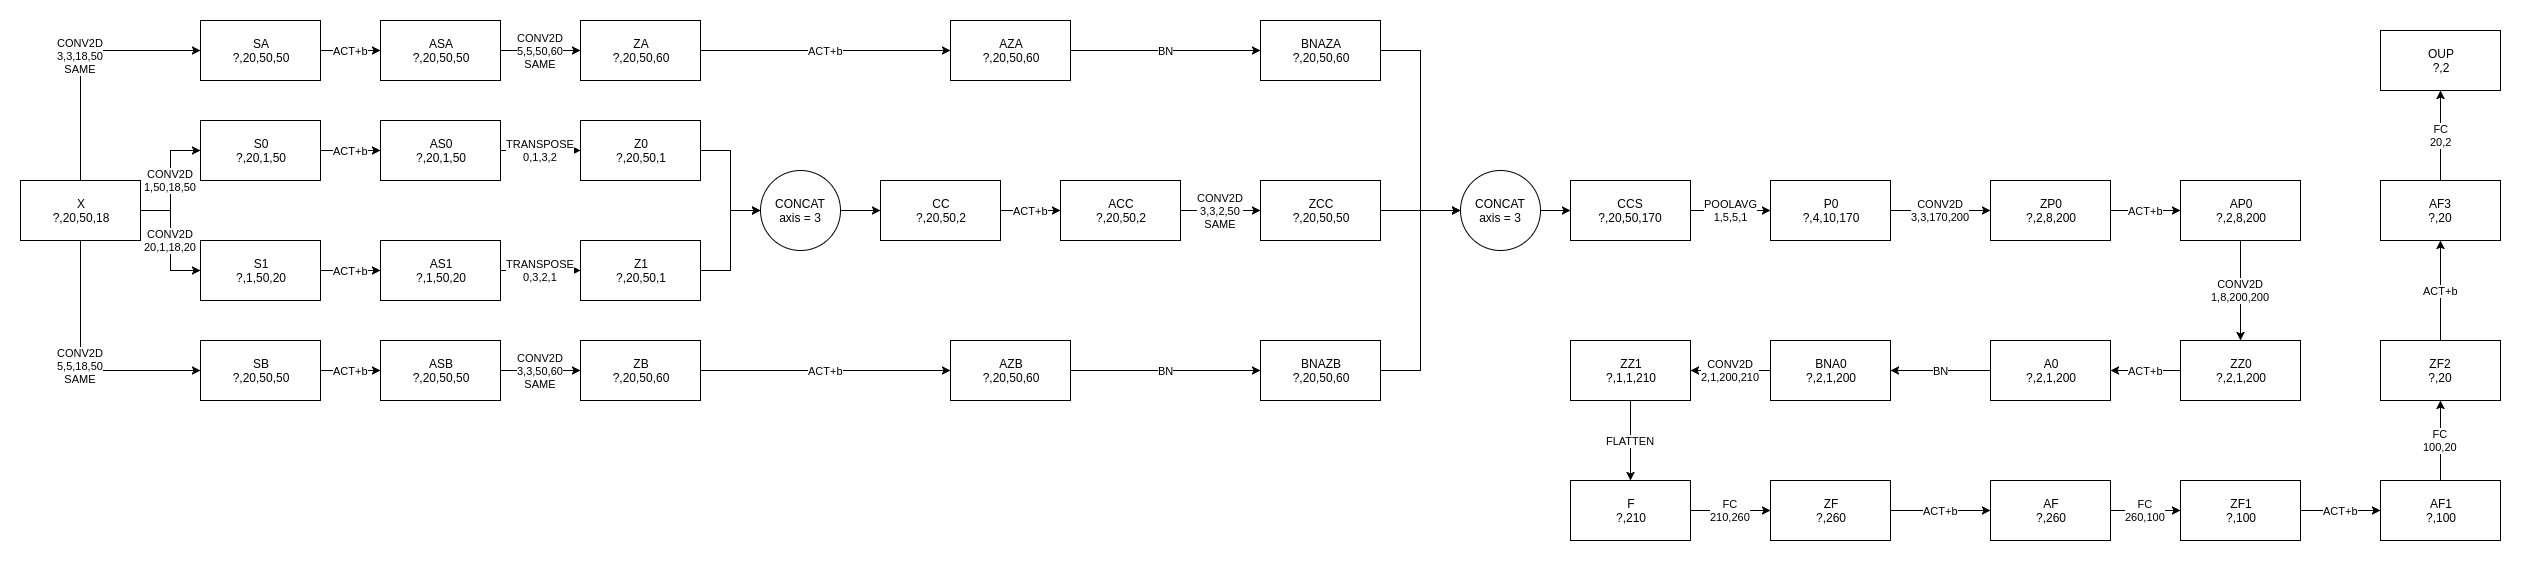 CONV2D
3,3,18,50
SAME
SA
?,20,50,50
ACT+b
ASA
?,20,50,50
CONV2D
5,5,50,60
SAME
ZA
?,20,50,60
ACT+b
AZA
?,20,50,60
BN
BNAZA
?,20,50,60
X
?,20,50,18
CONV2D
1,50,18,50
S0
?,20,1,50
ACT+b
AS0
?,20,1,50
TRANSPOSE
0,1,3,2
Z0
?,20,50,1
CONV2D
20,1,18,20
S1
?,1,50,20
ACT+b
AS1
?,1,50,20
TRANSPOSE
0,3,2,1
Z1
?,20,50,1
CONCAT
axis = 3
CC
?,20,50,2
ACT+b
ACC
?,20,50,2
CONV2D
3,3,2,50
SAME
ZCC
?,20,50,50
CONV2D
5,5,18,50
SAME
SB
?,20,50,50
ACT+b
ASB
?,20,50,50
CONV2D
3,3,50,60
SAME
ZB
?,20,50,60
ACT+b
AZB
?,20,50,60
BN
BNAZB
?,20,50,60
CONCAT
axis = 3
CCS
?,20,50,170
POOLAVG
1,5,5,1
P0
?,4,10,170
CONV2D
3,3,170,200
ZP0
?,2,8,200
ACT+b
AP0
?,2,8,200
CONV2D
1,8,200,200
ZZ0
?,2,1,200
ACT+b
A0
?,2,1,200
BN
BNA0
?,2,1,200
CONV2D
2,1,200,210
ZZ1
?,1,1,210
FLATTEN
F
?,210
FC
210,260
ZF
?,260
ACT+b
AF
?,260
FC
260,100
ZF1
?,100
ACT+b
AF1
?,100
FC
100,20
ZF2
?,20
ACT+b
AF3
?,20
FC
20,2
OUP
?,2